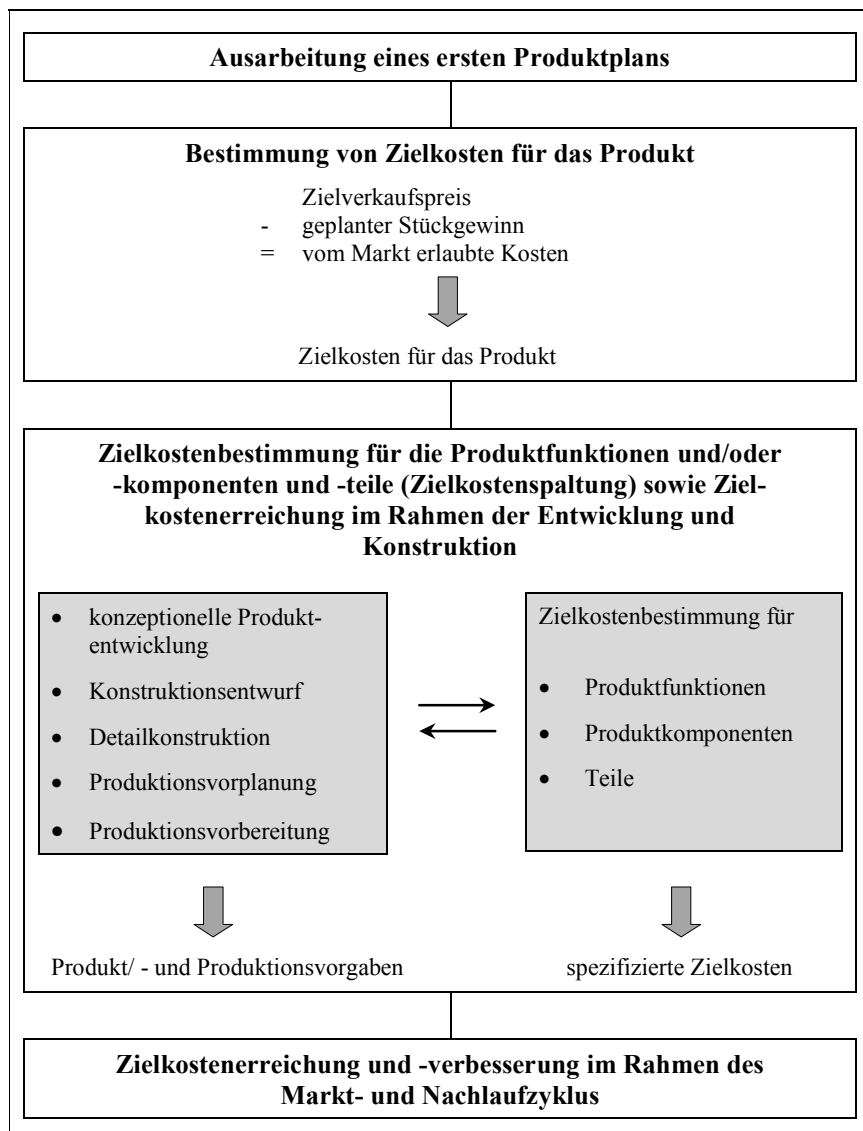 Ausarbeitung eines ersten Produktplans
Bestimmung von Zielkosten für das Produkt
Zielverkaufspreis
- geplanter Stückgewinn
= vom Markt erlaubte Kosten
Zielkosten für das Produkt
Zielkostenbestimmung für die Produktfunktionen und/oder
-komponenten und -teile (Zielkostenspaltung) sowie Ziel-
kostenerreichung im Rahmen der Entwicklung und
Konstruktion
• konzeptionelle Produkt-
entwicklung
• Konstruktionsentwurf
• Detailkonstruktion
• Produktionsvorplanung
• Produktionsvorbereitung
Zielkostenbestimmung für
• Produktfunktionen
• Produktkomponenten
• Teile
Produkt/ - und Produktionsvorgaben
spezifizierte Zielkosten
Zielkostenerreichung und -verbesserung im Rahmen des
Markt- und Nachlaufzyklus